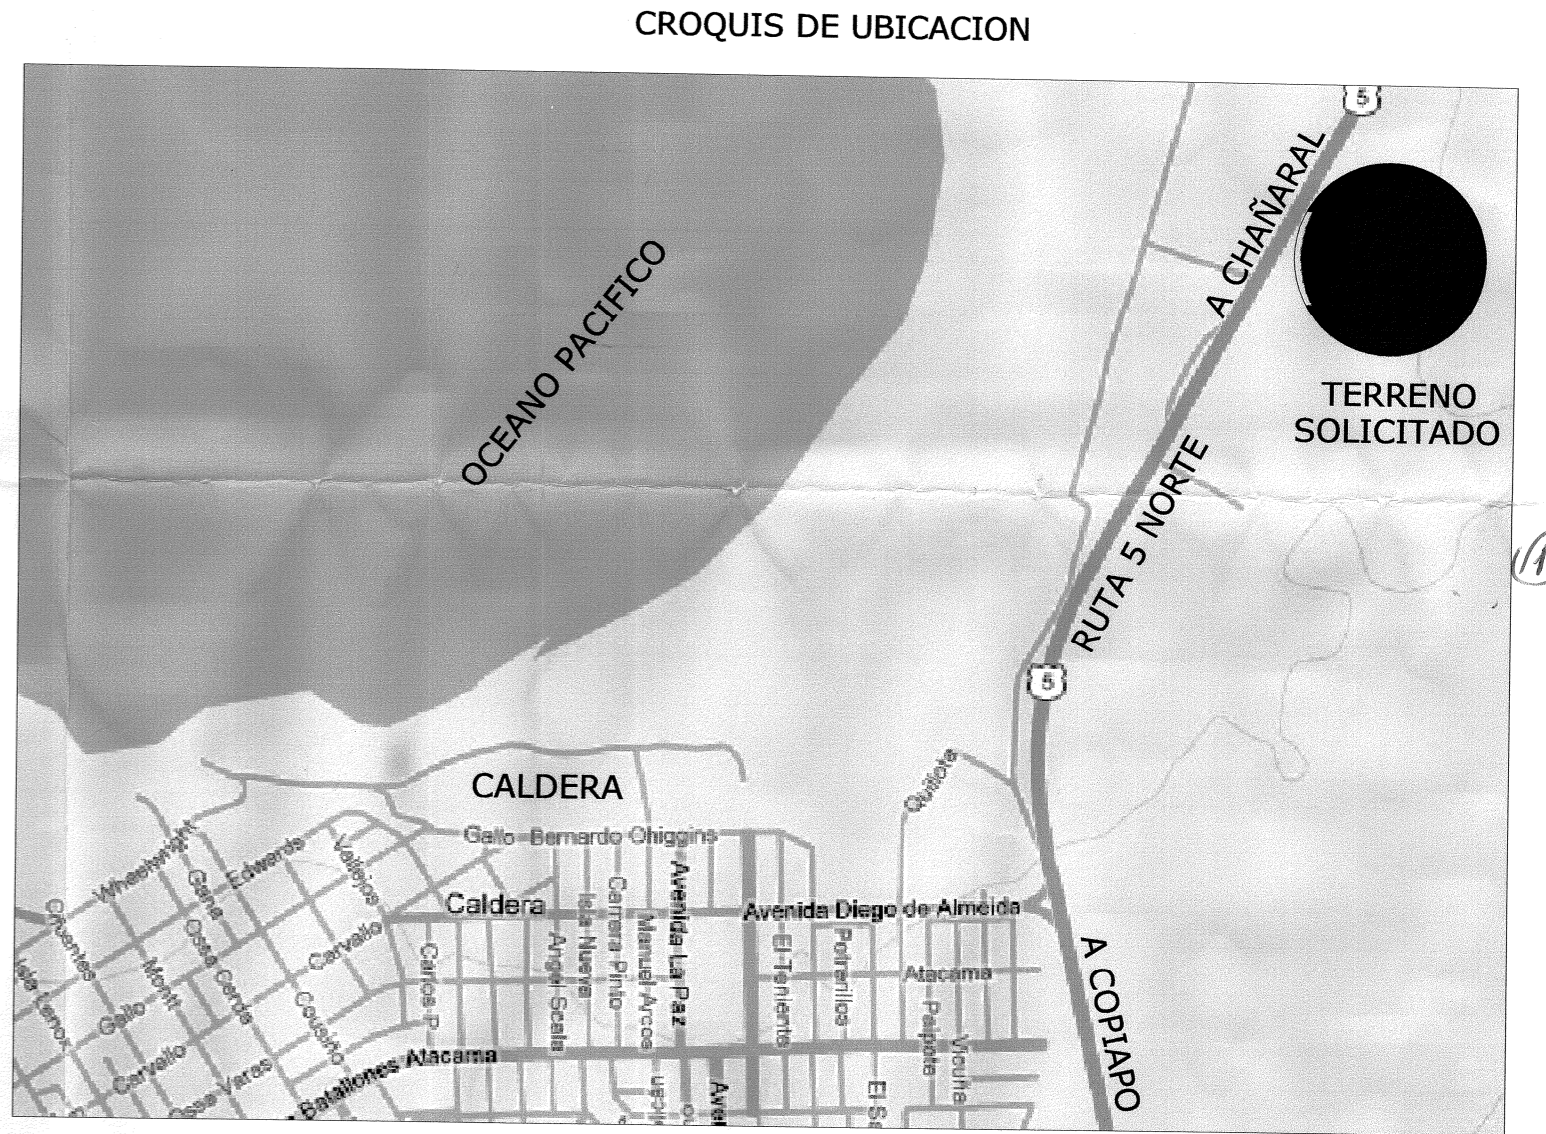 CROQUIS DE UBICACION
5
A CHAÑARAL
OCEANO PACIFICO
TERRENO
SOLICITADO
RUTA 5 NORTE
5
CALDERA
Quillota
Gallo Bernardo Ohiggins
Wheelwright
Edwards
Vallejos
Gana
Caldera
Avenida Diego de Almeida
Avenida La Paz
Carrera Pinto
Isla Nueva
Manuel Arcos
Angel Scala
Carlos P
Cifuentes
Ossa Cerda
Carvallo
El Teniente
Potrerillos
Atacama
A COPIAPO
Montt
Gallo
Cousiño
Paipote
Vicuña
Carvallo
Ossa Varas
Batallones Atacama